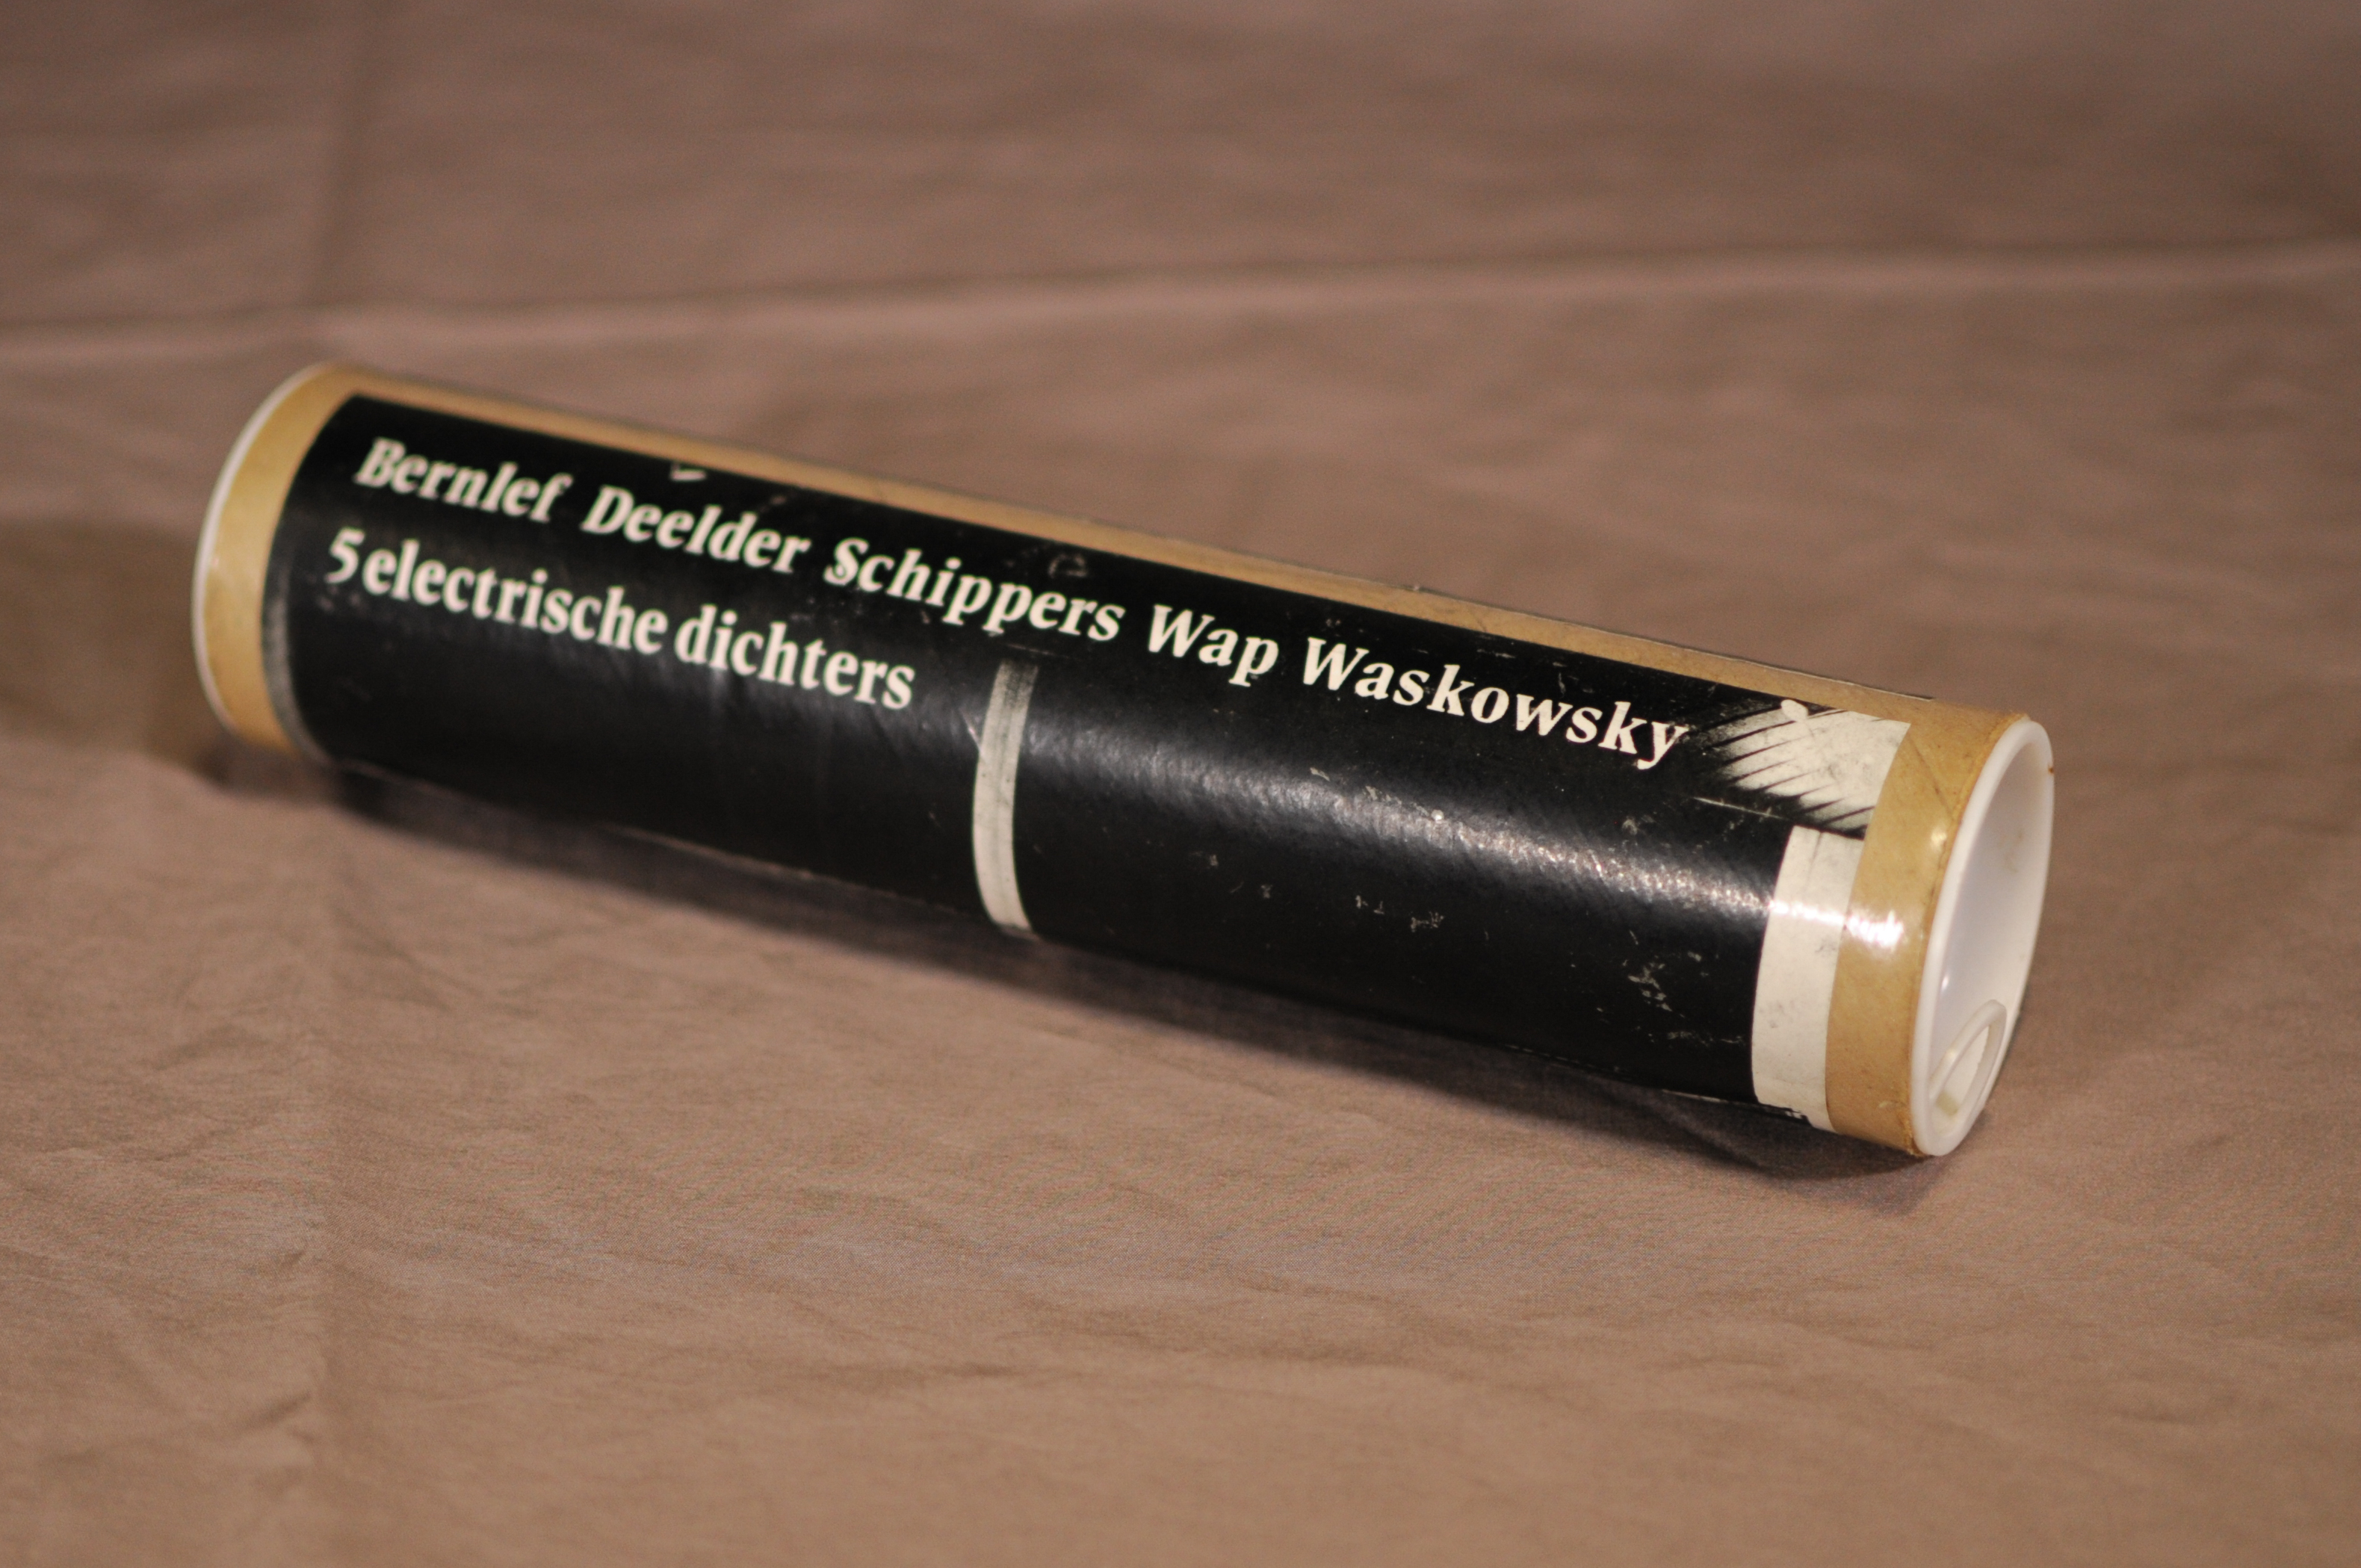 Bernlef Deelder Schippers Wap Waskowsky
5 electrische dichters